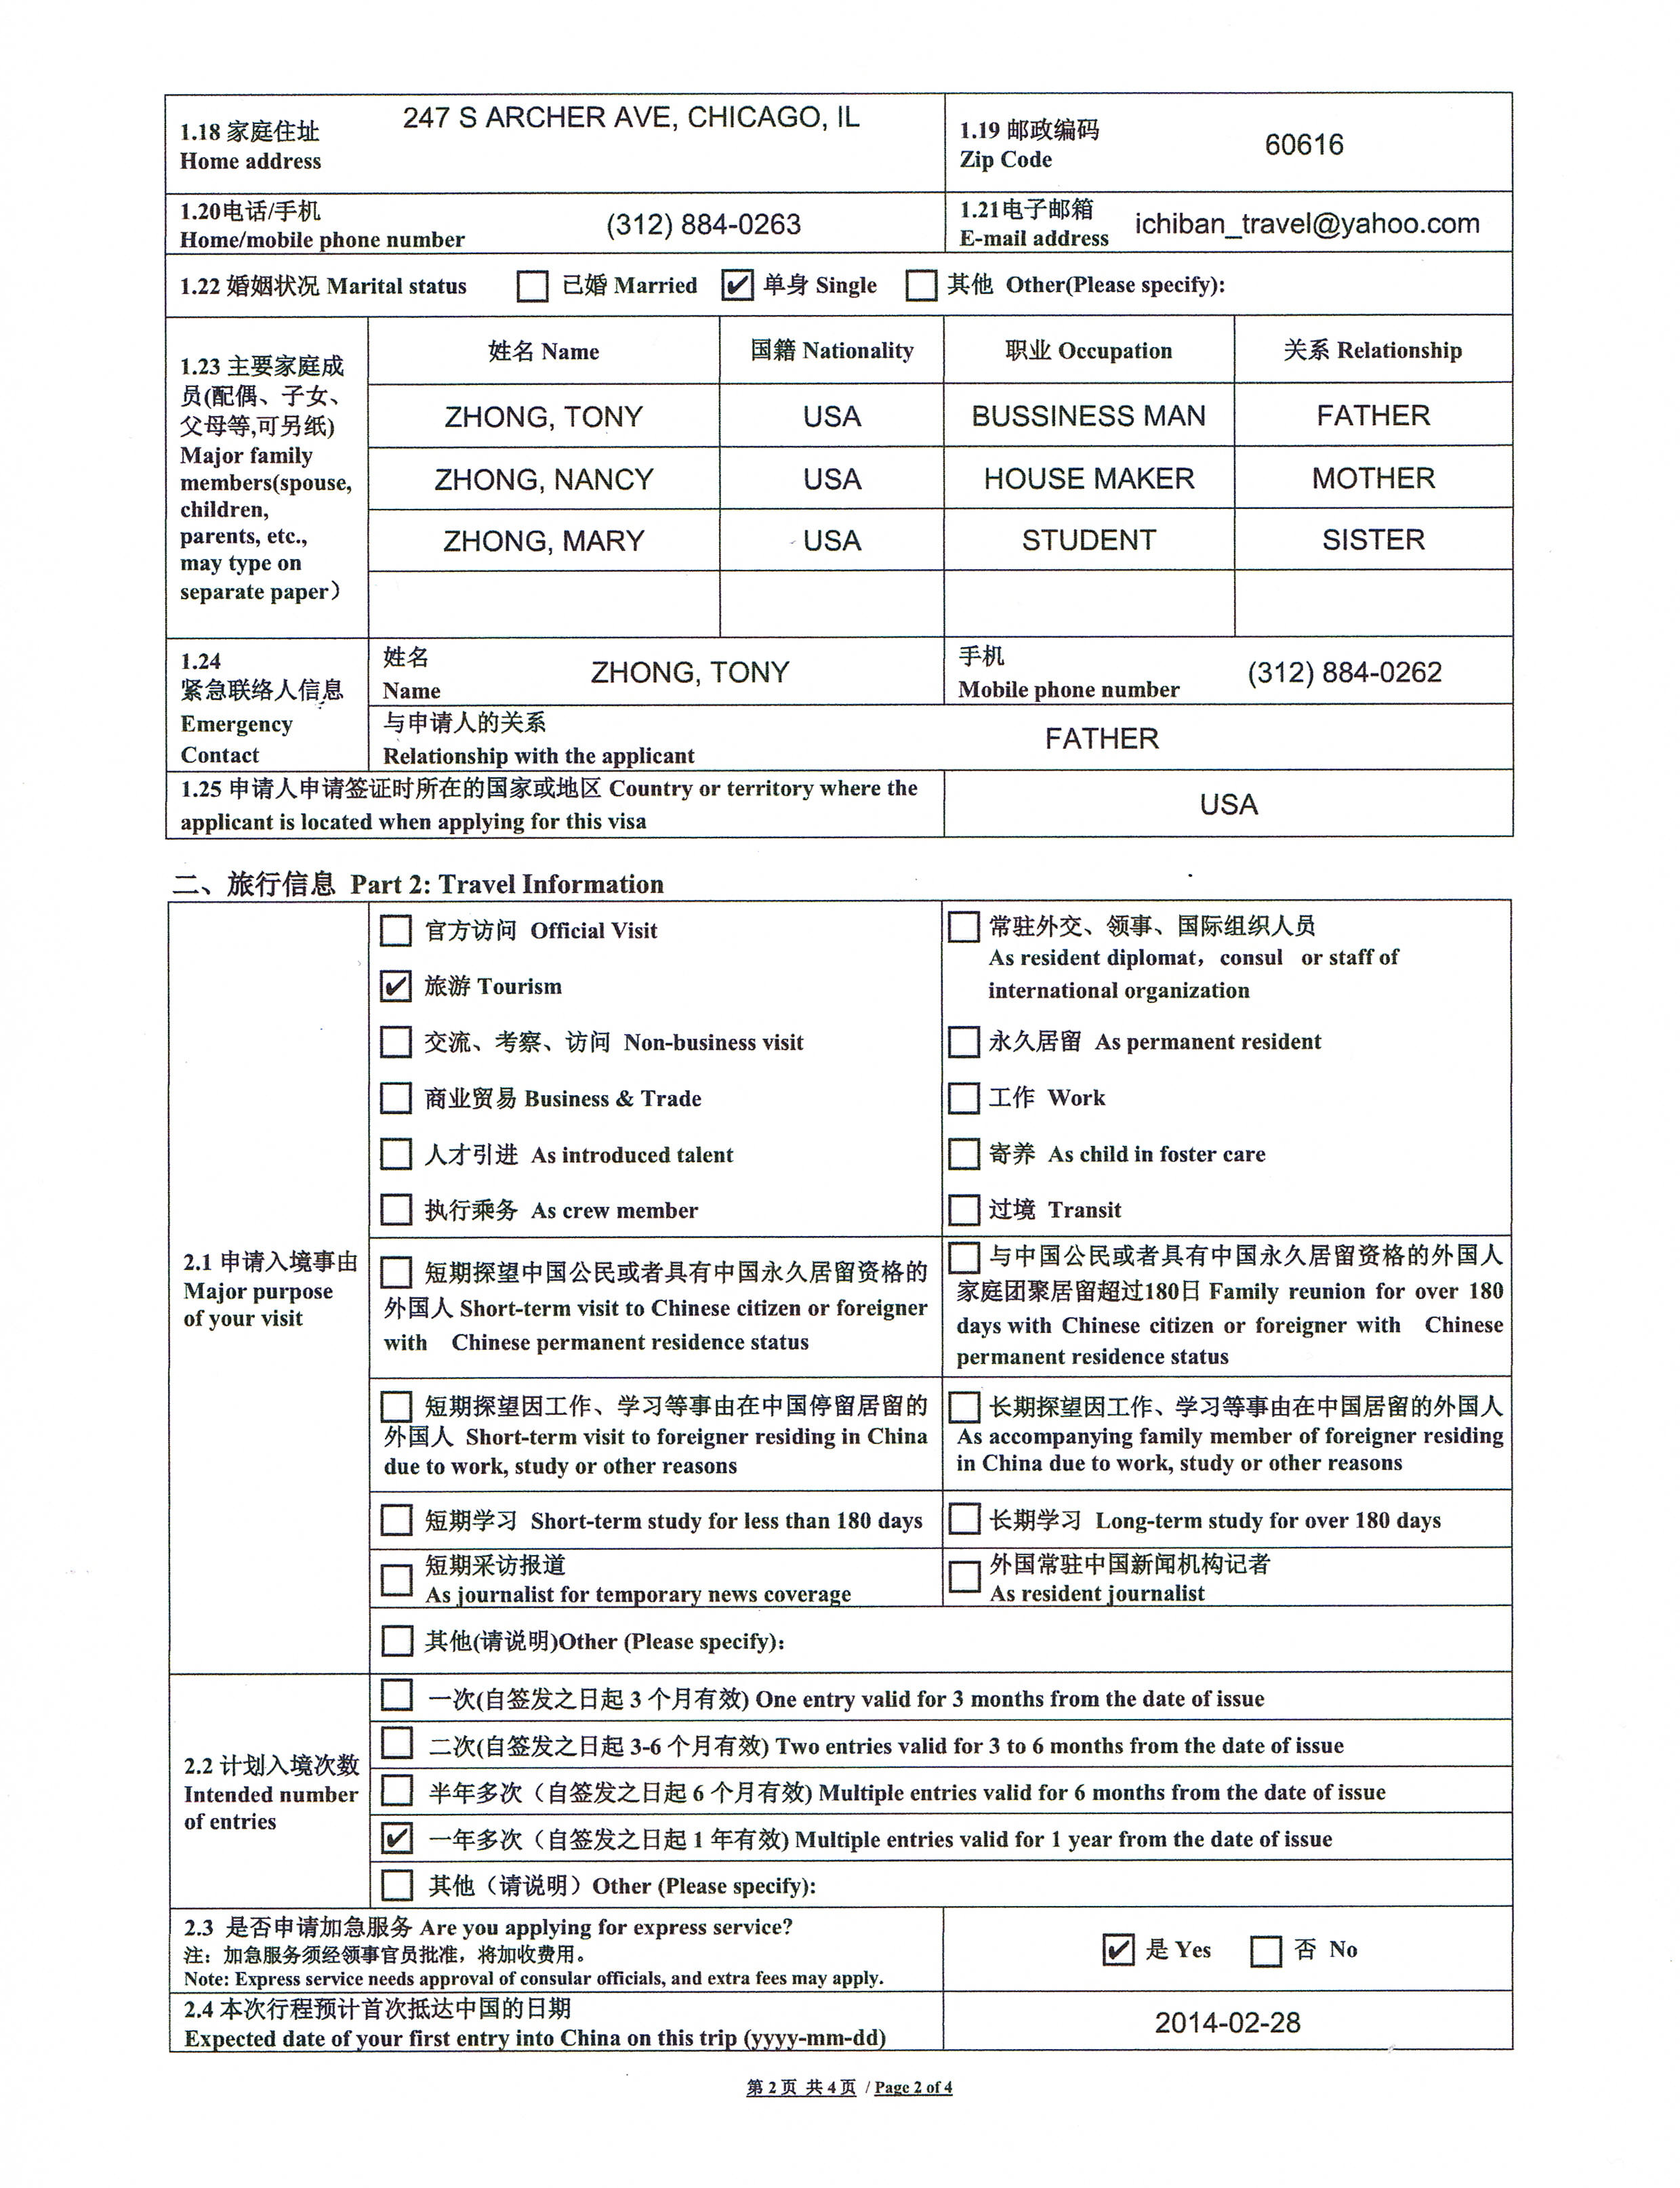 1.18 家庭住址
Home address
247 S ARCHER AVE, CHICAGO, IL
1.19 邮政编码
Zip Code
60616
1.20电话/手机
Home/mobile phone number
(312) 884-0263
1.21电子邮箱
E-mail address
ichiban_travel@yahoo.com
1.22 婚姻状况 Marital status
已婚 Married
✔ 单身 Single
其他 Other(Please specify):
1.23 主要家庭成
员(配偶、子女、
父母等,可另纸)
Major family
members(spouse,
children,
parents, etc.,
may type on
separate paper）
姓名 Name
国籍 Nationality
职业 Occupation
关系 Relationship
ZHONG, TONY
USA
BUSSINESS MAN
FATHER
ZHONG, NANCY
USA
HOUSE MAKER
MOTHER
ZHONG, MARY
USA
STUDENT
SISTER
1.24
紧急联络人信息
Emergency
Contact
姓名
Name
ZHONG, TONY
手机
Mobile phone number
(312) 884-0262
与申请人的关系
Relationship with the applicant
FATHER
1.25 申请人申请签证时所在的国家或地区 Country or territory where the
applicant is located when applying for this visa
USA
二、旅行信息 Part 2: Travel Information
2.1 申请入境事由
Major purpose
of your visit
官方访问 Official Visit
✔ 旅游 Tourism
交流、考察、访问 Non-business visit
商业贸易 Business & Trade
人才引进 As introduced talent
执行乘务 As crew member
常驻外交、领事、国际组织人员
As resident diplomat，consul or staff of
international organization
永久居留 As permanent resident
工作 Work
寄养 As child in foster care
过境 Transit
短期探望中国公民或者具有中国永久居留资格的
外国人 Short-term visit to Chinese citizen or foreigner
with Chinese permanent residence status
与中国公民或者具有中国永久居留资格的外国人
家庭团聚居留超过180日 Family reunion for over 180
days with Chinese citizen or foreigner with Chinese
permanent residence status
短期探望因工作、学习等事由在中国停留居留的
外国人 Short-term visit to foreigner residing in China
due to work, study or other reasons
长期探望因工作、学习等事由在中国居留的外国人
As accompanying family member of foreigner residing
in China due to work, study or other reasons
短期学习 Short-term study for less than 180 days
长期学习 Long-term study for over 180 days
短期采访报道
As journalist for temporary news coverage
外国常驻中国新闻机构记者
As resident journalist
其他(请说明)Other (Please specify):
2.2 计划入境次数
Intended number
of entries
一次(自签发之日起 3 个月有效) One entry valid for 3 months from the date of issue
二次(自签发之日起 3-6 个月有效) Two entries valid for 3 to 6 months from the date of issue
半年多次（自签发之日起 6 个月有效) Multiple entries valid for 6 months from the date of issue
✔ 一年多次（自签发之日起 1 年有效) Multiple entries valid for 1 year from the date of issue
其他（请说明）Other (Please specify):
2.3 是否申请加急服务 Are you applying for express service?
注：加急服务须经领事官员批准，将加收费用。
Note: Express service needs approval of consular officials, and extra fees may apply.
✔ 是 Yes
否 No
2.4 本次行程预计首次抵达中国的日期
Expected date of your first entry into China on this trip (yyyy-mm-dd)
2014-02-28
第 2 页 共 4 页 / Page 2 of 4